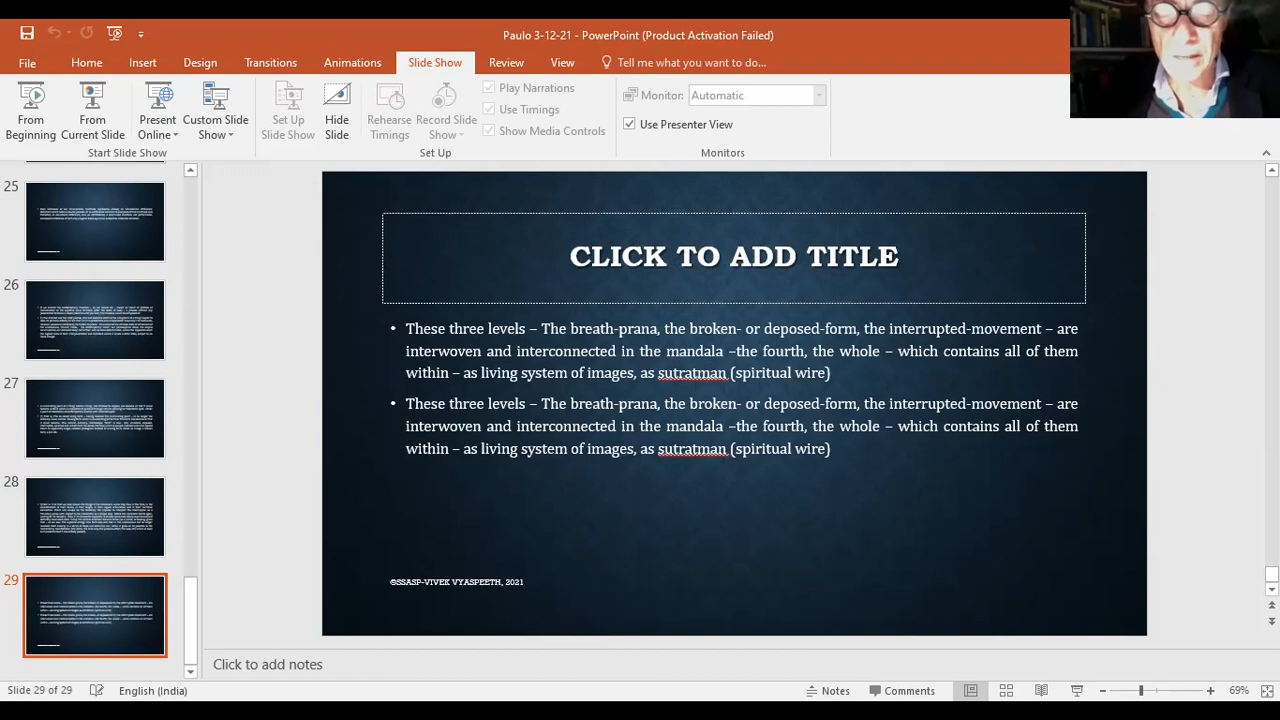 Paulo 3-12-21 - PowerPoint (Product Activation Failed)
File Home Insert Design Transitions Animations Slide Show Review View Tell me what you want to do...
From Beginning
From Current Slide
Present Online
Custom Slide Show
Set Up Slide Show
Hide Slide
Rehearse Timings
Record Slide Show
Play Narrations
Use Timings
Show Media Controls
Monitor: Automatic
Use Presenter View
Start Slide Show Set Up Monitors
25
26
27
28
29
CLICK TO ADD TITLE
• These three levels – The breath-prana, the broken- or deposed-form, the interrupted-movement – are
interwoven and interconnected in the mandala –the fourth, the whole – which contains all of them
within – as living system of images, as sutratman (spiritual wire)
• These three levels – The breath-prana, the broken- or deposed-form, the interrupted-movement – are
interwoven and interconnected in the mandala –the fourth, the whole – which contains all of them
within – as living system of images, as sutratman (spiritual wire)
©SSASP-VIVEK VYASPEETH, 2021
Click to add notes
Slide 29 of 29 English (India) Notes Comments 69%